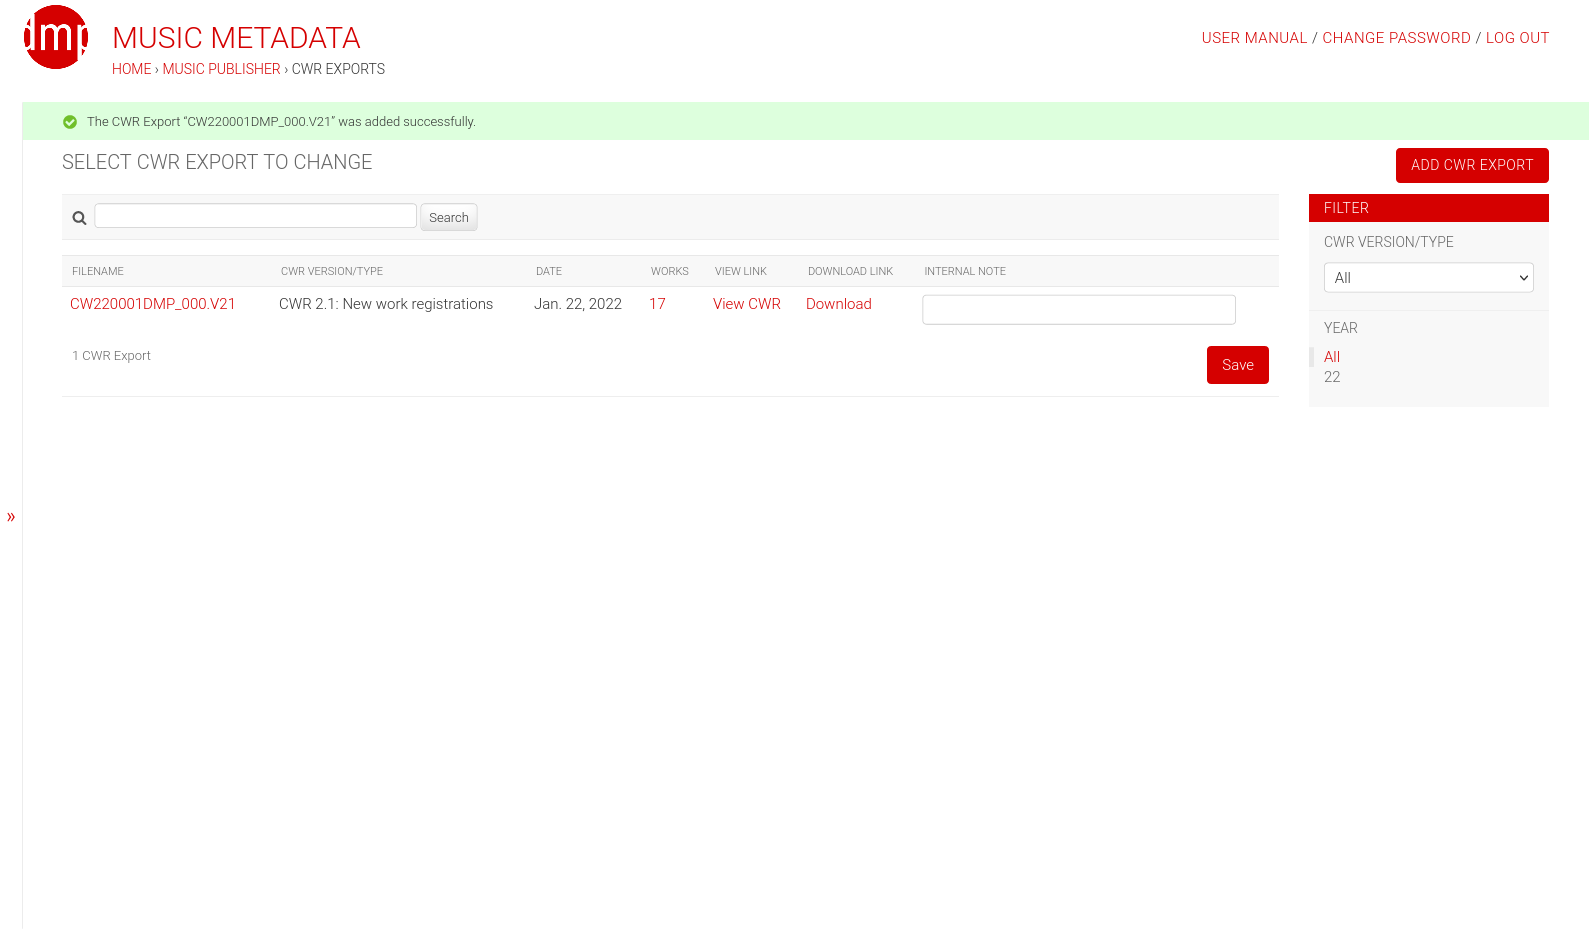 dmp
MUSIC METADATA
HOME › MUSIC PUBLISHER › CWR EXPORTS
USER MANUAL / CHANGE PASSWORD / LOG OUT
The CWR Export “CW220001DMP_000.V21” was added successfully.
SELECT CWR EXPORT TO CHANGE
ADD CWR EXPORT
Search
FILENAME CWR VERSION/TYPE DATE WORKS VIEW LINK DOWNLOAD LINK INTERNAL NOTE
CW220001DMP_000.V21 CWR 2.1: New work registrations Jan. 22, 2022 17 View CWR Download
1 CWR Export
Save
FILTER
CWR VERSION/TYPE
All
YEAR
All
22
»